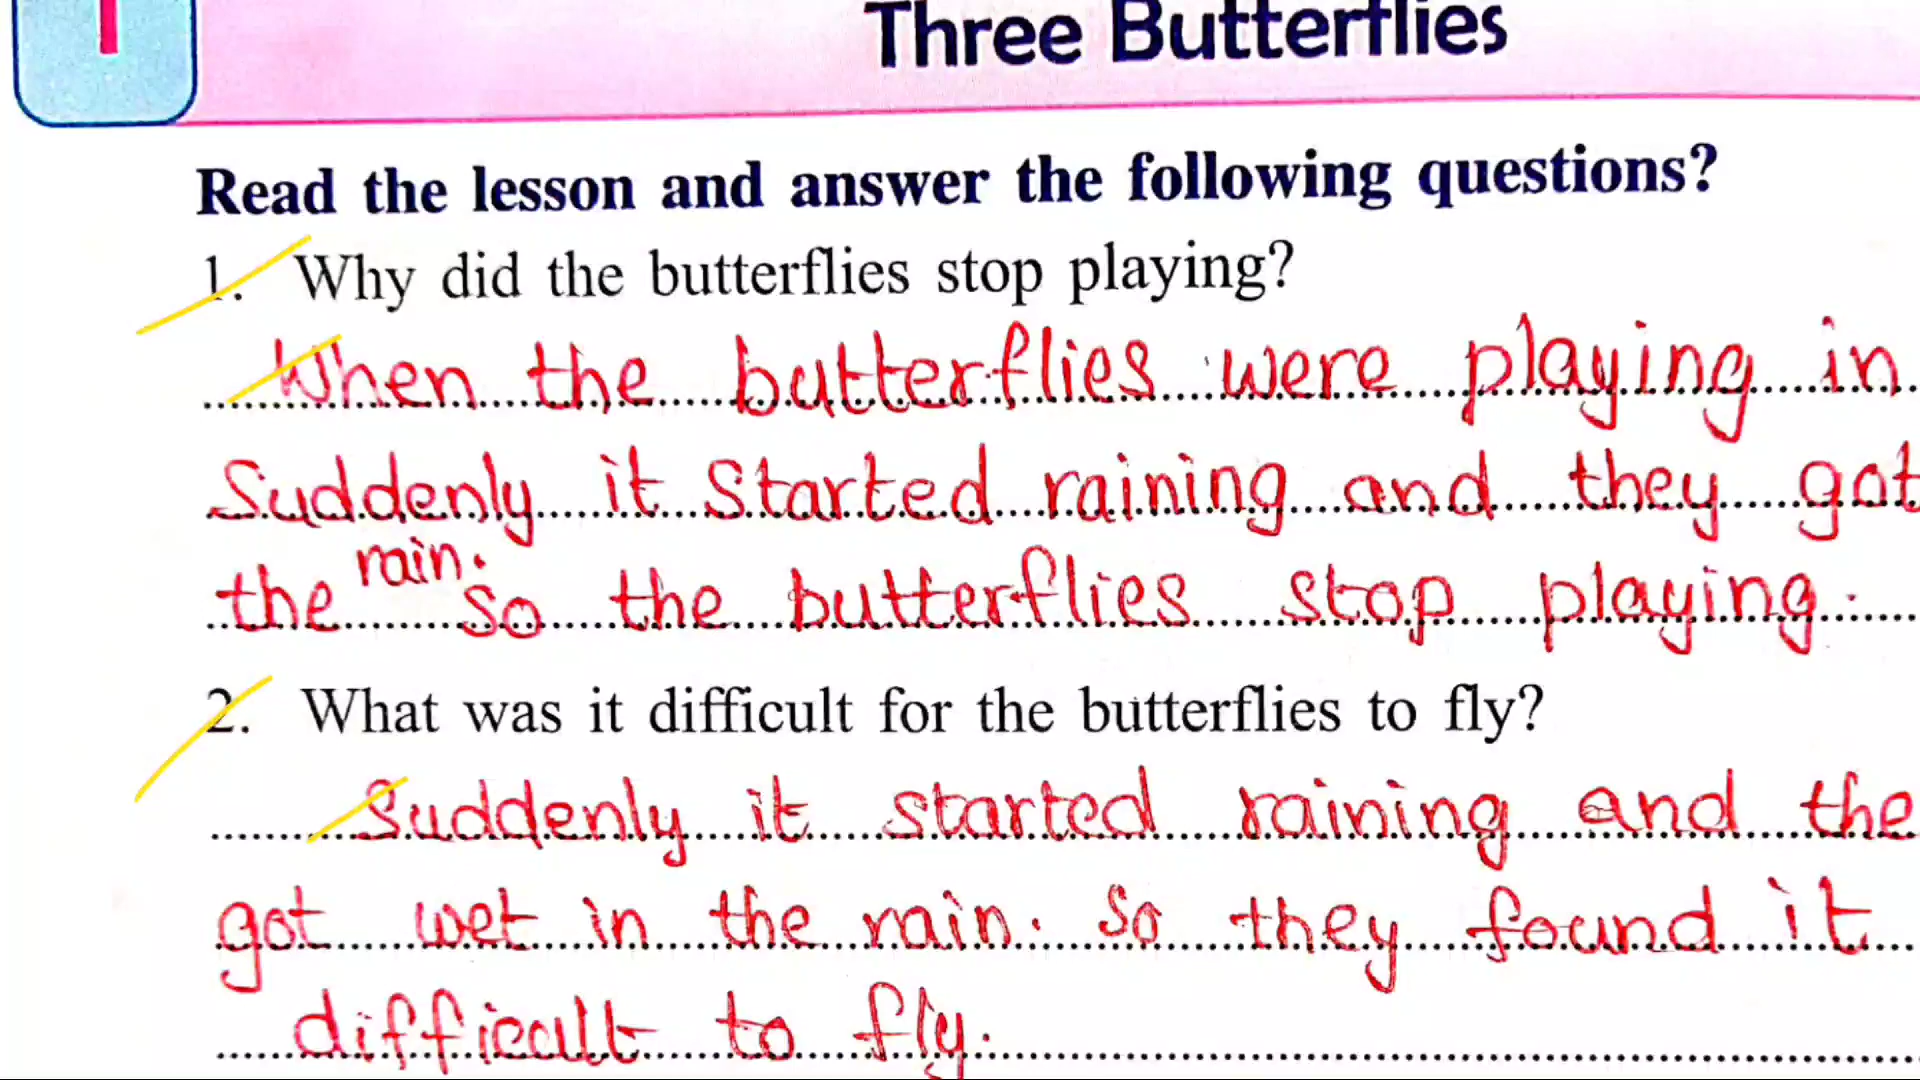 1
Three Butterflies
Read the lesson and answer the following questions?
1. Why did the butterflies stop playing?
When the butterflies were playing in
Suddenly it started raining and they got
the rain. So the butterflies stop playing.
2. What was it difficult for the butterflies to fly?
Suddenly it started raining and the
got wet in the rain. So they found it
difficult to fly.